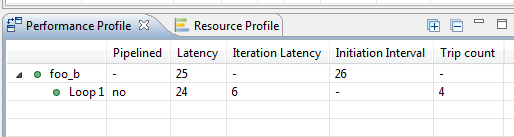 Performance Profile Resource Profile
Pipelined Latency Iteration Latency Initiation Interval Trip count
foo_b - 25 - 26 -
Loop 1 no 24 6 - 4